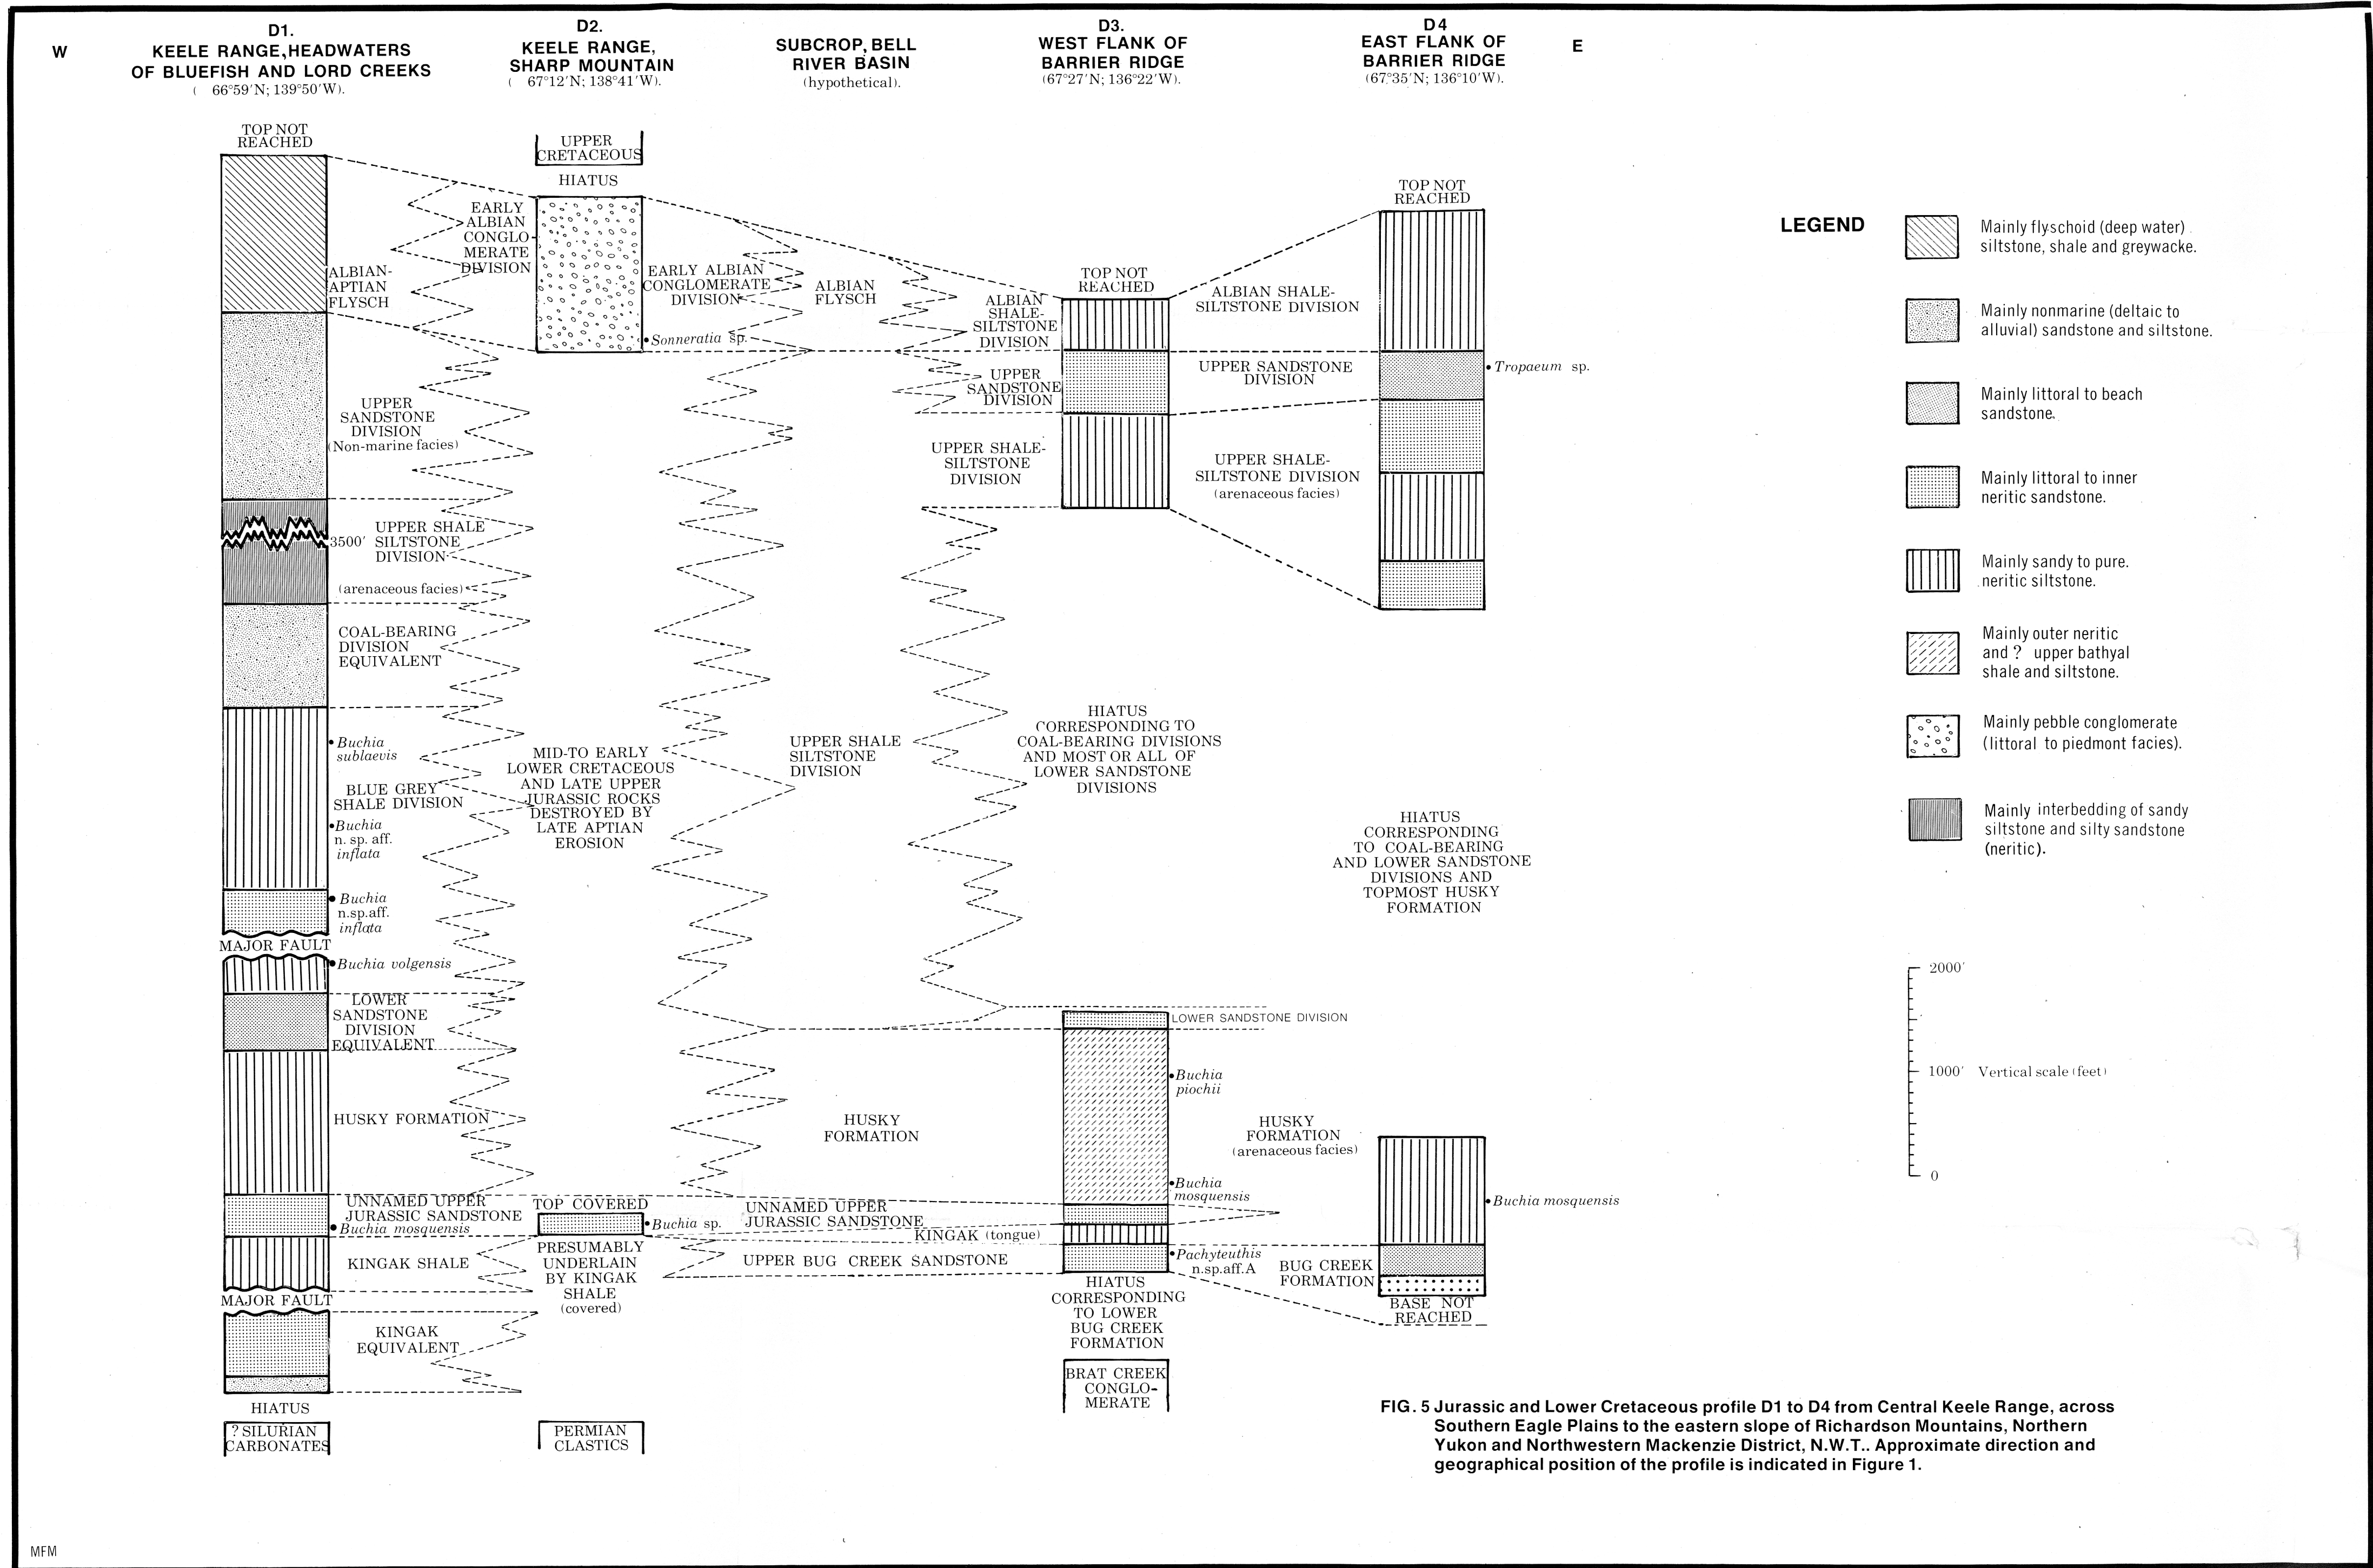 W
D1.
KEELE RANGE, HEADWATERS
OF BLUEFISH AND LORD CREEKS
( 66°59'N; 139°50'W).
D2.
KEELE RANGE,
SHARP MOUNTAIN
( 67°12'N; 138°41'W).
SUBCROP, BELL
RIVER BASIN
(hypothetical).
D3.
WEST FLANK OF
BARRIER RIDGE
(67°27'N; 136°22'W).
D4
EAST FLANK OF
BARRIER RIDGE
(67°35'N; 136°10'W).
E
TOP NOT
REACHED
ALBIAN-
APTIAN
FLYSCH
UPPER
SANDSTONE
DIVISION
(Non-marine facies)
3500'
UPPER SHALE
SILTSTONE
DIVISION
(arenaceous facies)
COAL-BEARING
DIVISION
EQUIVALENT
•Buchia
sublaevis
BLUE GREY
SHALE DIVISION
•Buchia
n. sp. aff.
inflata
•Buchia
n.sp.aff.
inflata
MAJOR FAULT
•Buchia volgensis
LOWER
SANDSTONE
DIVISION
EQUIVALENT
HUSKY FORMATION
UNNAMED UPPER
JURASSIC SANDSTONE
•Buchia mosquensis
KINGAK SHALE
MAJOR FAULT
KINGAK
EQUIVALENT
HIATUS
? SILURIAN
CARBONATES
UPPER
CRETACEOUS
HIATUS
EARLY
ALBIAN
CONGLO-
MERATE
DIVISION
EARLY ALBIAN
CONGLOMERATE
DIVISION
•Sonneratia sp.
MID-TO EARLY
LOWER CRETACEOUS
AND LATE UPPER
JURASSIC ROCKS
DESTROYED BY
LATE APTIAN
EROSION
TOP COVERED
•Buchia sp.
PRESUMABLY
UNDERLAIN
BY KINGAK
SHALE
(covered)
PERMIAN
CLASTICS
ALBIAN
FLYSCH
UPPER SHALE
SILTSTONE
DIVISION
HUSKY
FORMATION
UNNAMED UPPER
JURASSIC SANDSTONE
KINGAK (tongue)
UPPER BUG CREEK SANDSTONE
TOP NOT
REACHED
ALBIAN
SHALE-
SILTSTONE
DIVISION
UPPER
SANDSTONE
DIVISION
UPPER SHALE-
SILTSTONE
DIVISION
HIATUS
CORRESPONDING TO
COAL-BEARING DIVISIONS
AND MOST OR ALL OF
LOWER SANDSTONE
DIVISIONS
LOWER SANDSTONE DIVISION
•Buchia
piochii
•Buchia
mosquensis
•Pachyteuthis
n.sp.aff.A
HIATUS
CORRESPONDING
TO LOWER
BUG CREEK
FORMATION
BRAT CREEK
CONGLO-
MERATE
TOP NOT
REACHED
ALBIAN SHALE-
SILTSTONE DIVISION
UPPER SANDSTONE
DIVISION
•Tropaeum sp.
UPPER SHALE-
SILTSTONE DIVISION
(arenaceous facies)
HIATUS
CORRESPONDING
TO COAL-BEARING
AND LOWER SANDSTONE
DIVISIONS AND
TOPMOST HUSKY
FORMATION
HUSKY
FORMATION
(arenaceous facies)
•Buchia mosquensis
BUG CREEK
FORMATION
BASE NOT
REACHED
LEGEND
Mainly flyschoid (deep water)
siltstone, shale and greywacke.
Mainly nonmarine (deltaic to
alluvial) sandstone and siltstone.
Mainly littoral to beach
sandstone.
Mainly littoral to inner
neritic sandstone.
Mainly sandy to pure.
neritic siltstone.
Mainly outer neritic
and ? upper bathyal
shale and siltstone.
Mainly pebble conglomerate
(littoral to piedmont facies).
Mainly interbedding of sandy
siltstone and silty sandstone
(neritic).
2000'
1000' Vertical scale (feet)
0
FIG. 5 Jurassic and Lower Cretaceous profile D1 to D4 from Central Keele Range, across
Southern Eagle Plains to the eastern slope of Richardson Mountains, Northern
Yukon and Northwestern Mackenzie District, N.W.T.. Approximate direction and
geographical position of the profile is indicated in Figure 1.
MFM